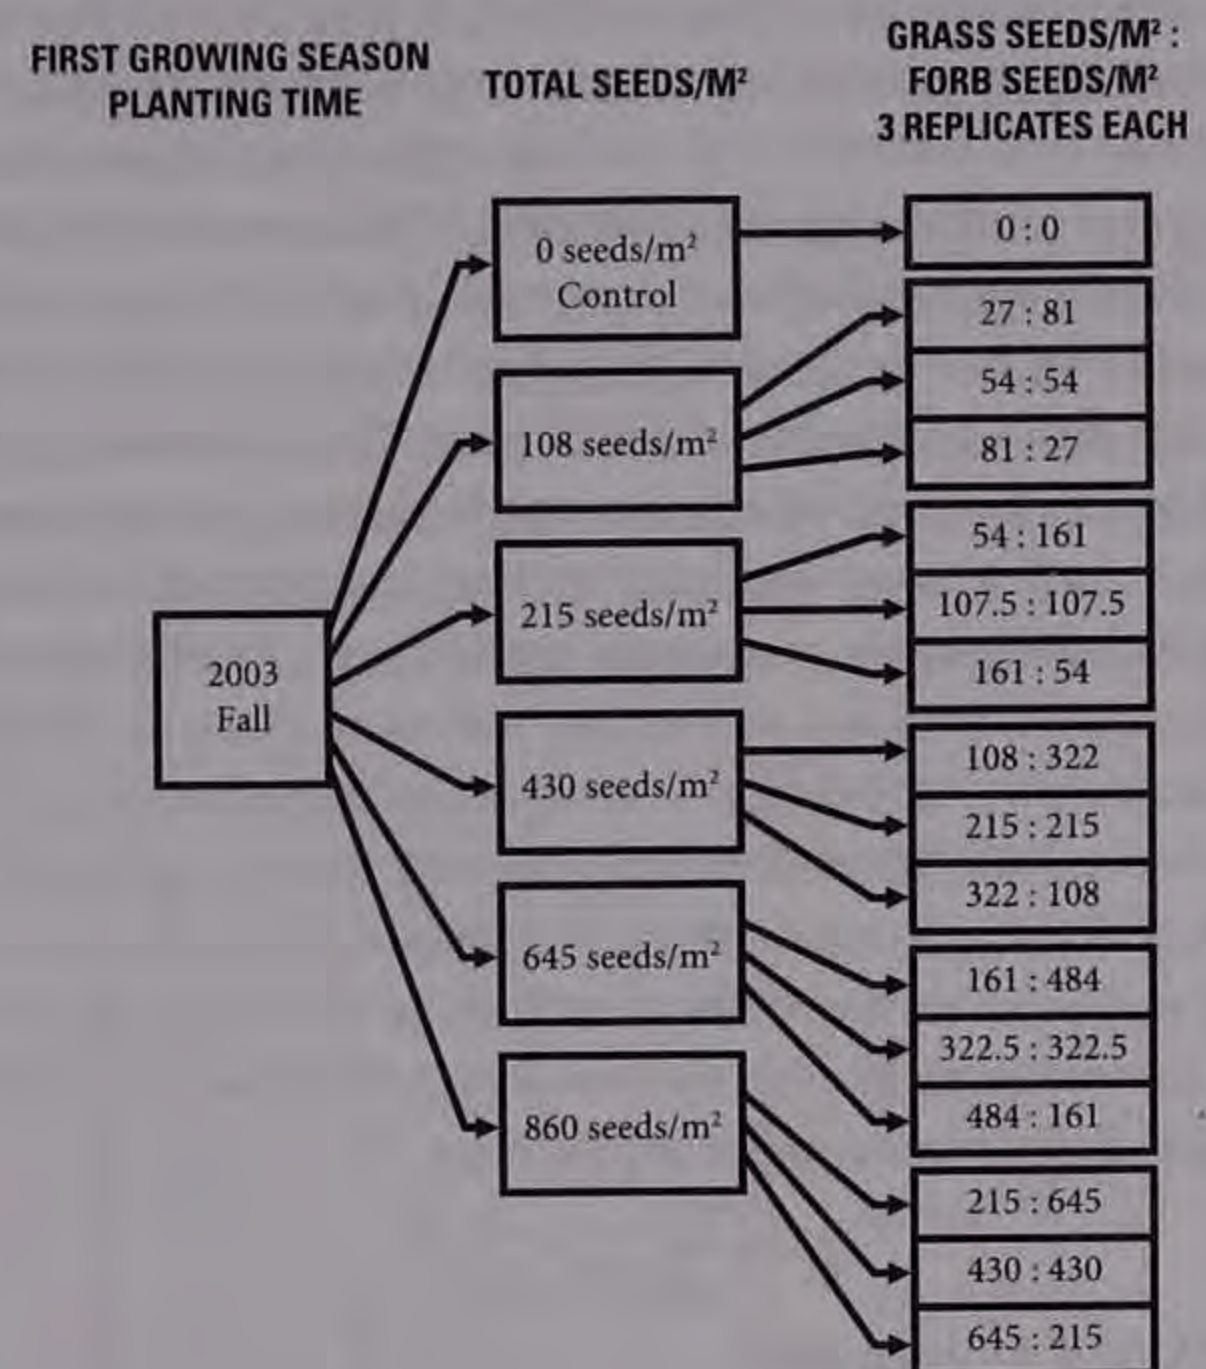 FIRST GROWING SEASON
PLANTING TIME
TOTAL SEEDS/M²
GRASS SEEDS/M² :
FORB SEEDS/M²
3 REPLICATES EACH
2003
Fall
0 seeds/m²
Control
108 seeds/m²
215 seeds/m²
430 seeds/m²
645 seeds/m²
860 seeds/m²
0 : 0
27 : 81
54 : 54
81 : 27
54 : 161
107.5 : 107.5
161 : 54
108 : 322
215 : 215
322 : 108
161 : 484
322.5 : 322.5
484 : 161
215 : 645
430 : 430
645 : 215